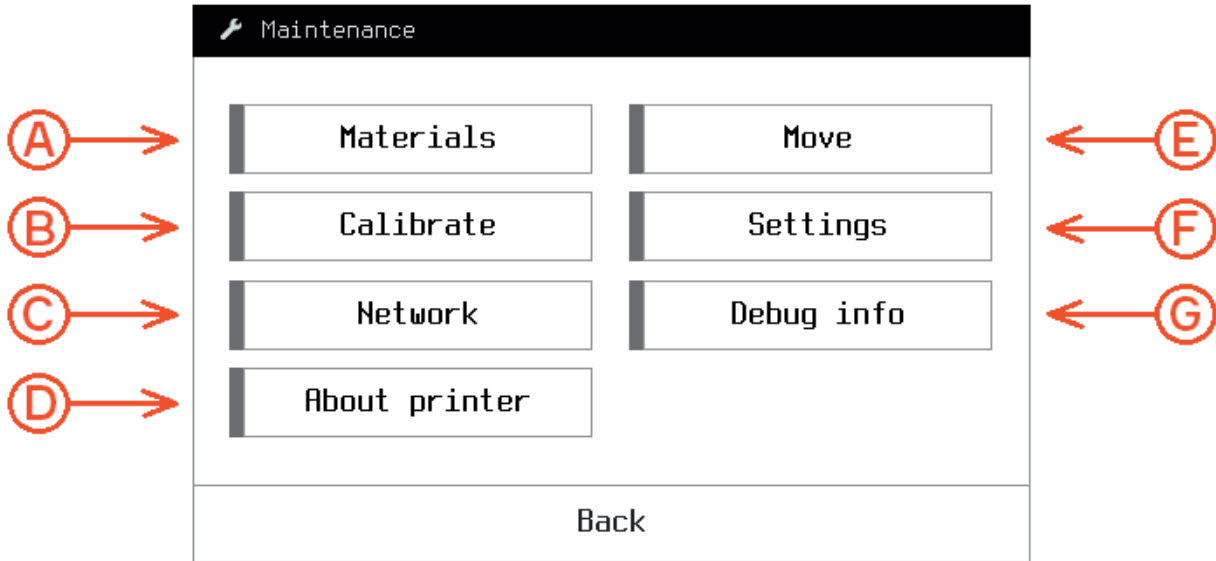 Maintenance
A Materials Move E
B Calibrate Settings F
C Network Debug info G
D About printer
Back